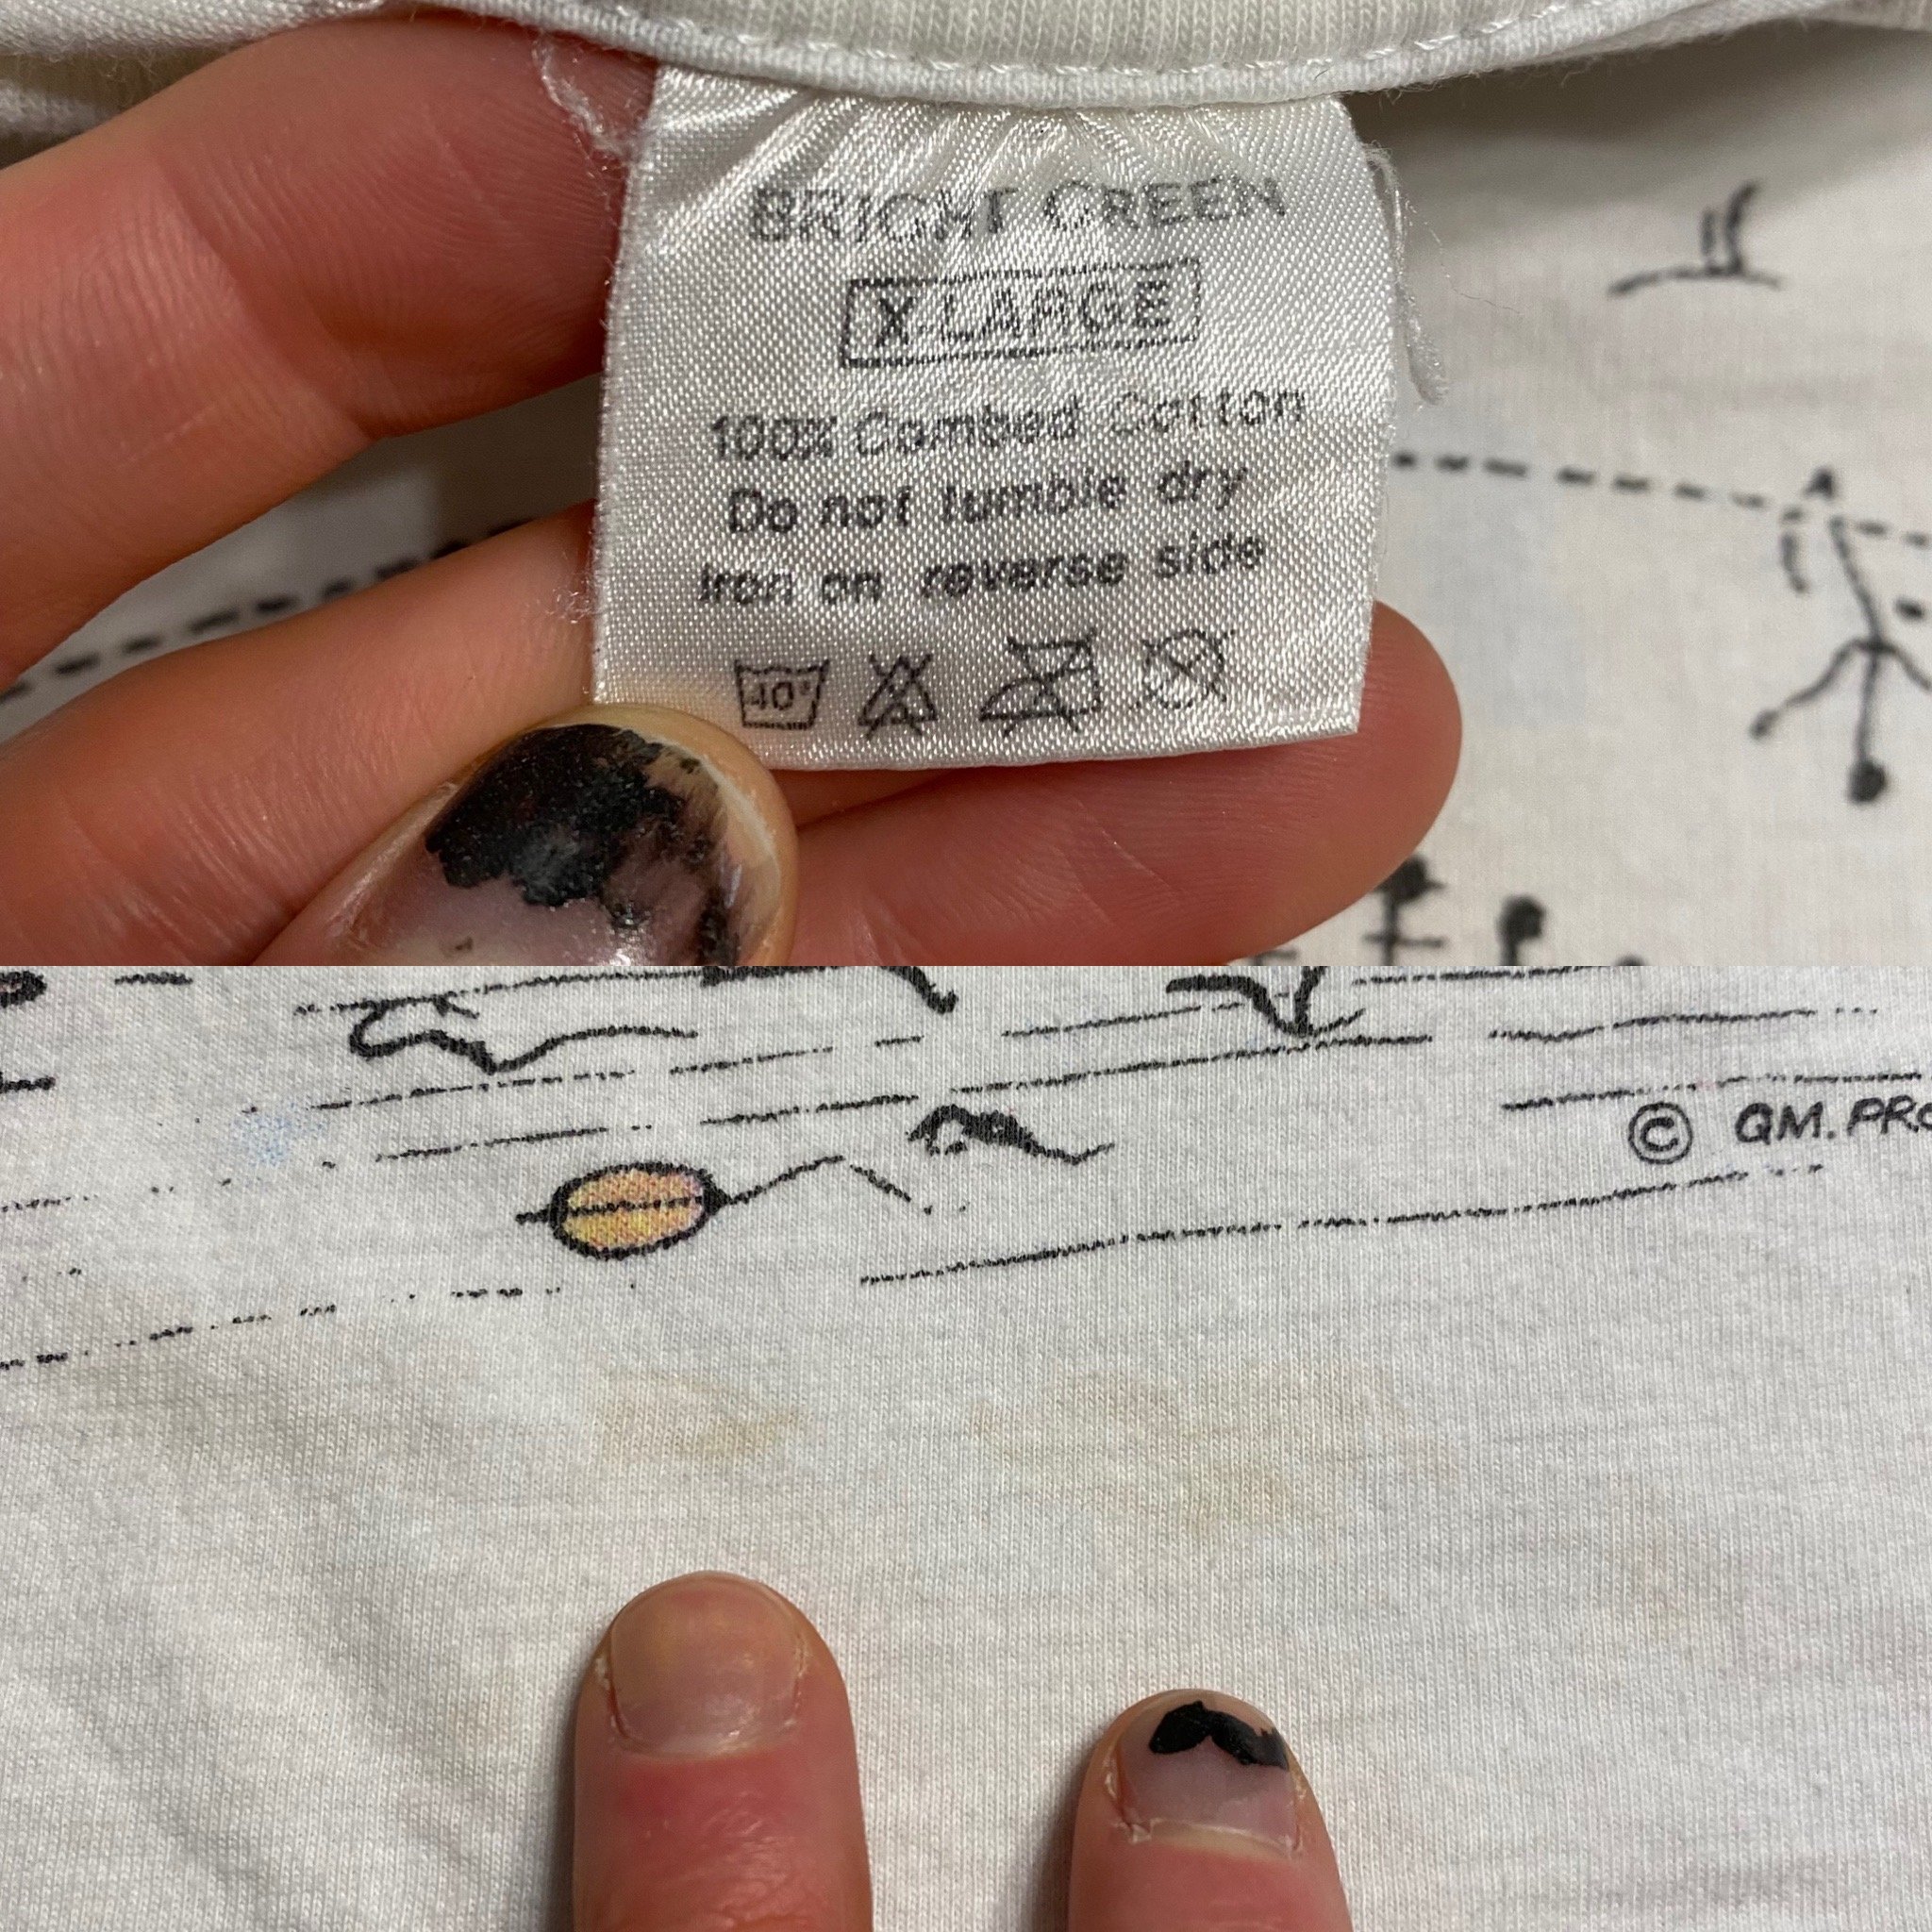 BRIGHT GREEN
X-LARGE
100% Combed Cotton
Do not tumble dry
Iron on reverse side
40°
© QM. PRO